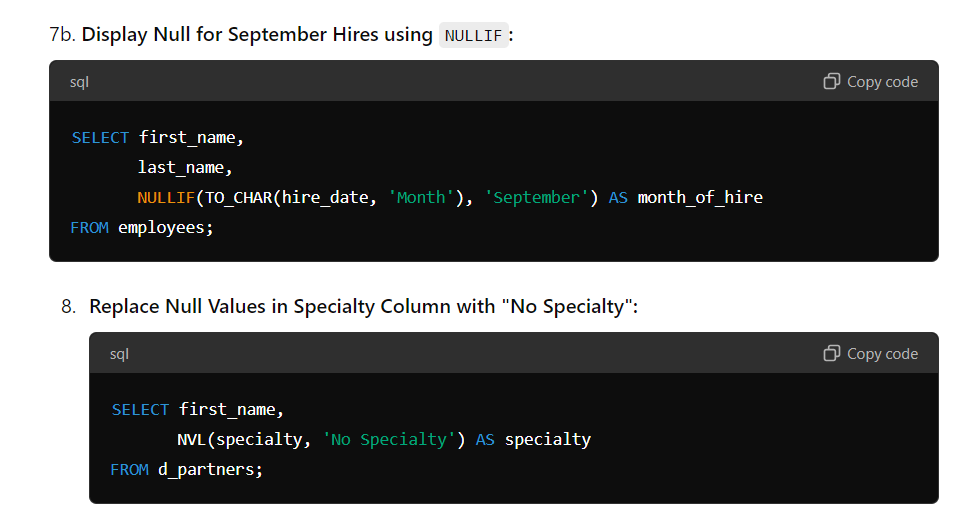 7b. Display Null for September Hires using NULLIF :
sql
Copy code
SELECT first_name,
last_name,
NULLIF(TO_CHAR(hire_date, 'Month'), 'September') AS month_of_hire
FROM employees;
8. Replace Null Values in Specialty Column with "No Specialty":
sql
Copy code
SELECT first_name,
NVL(specialty, 'No Specialty') AS specialty
FROM d_partners;